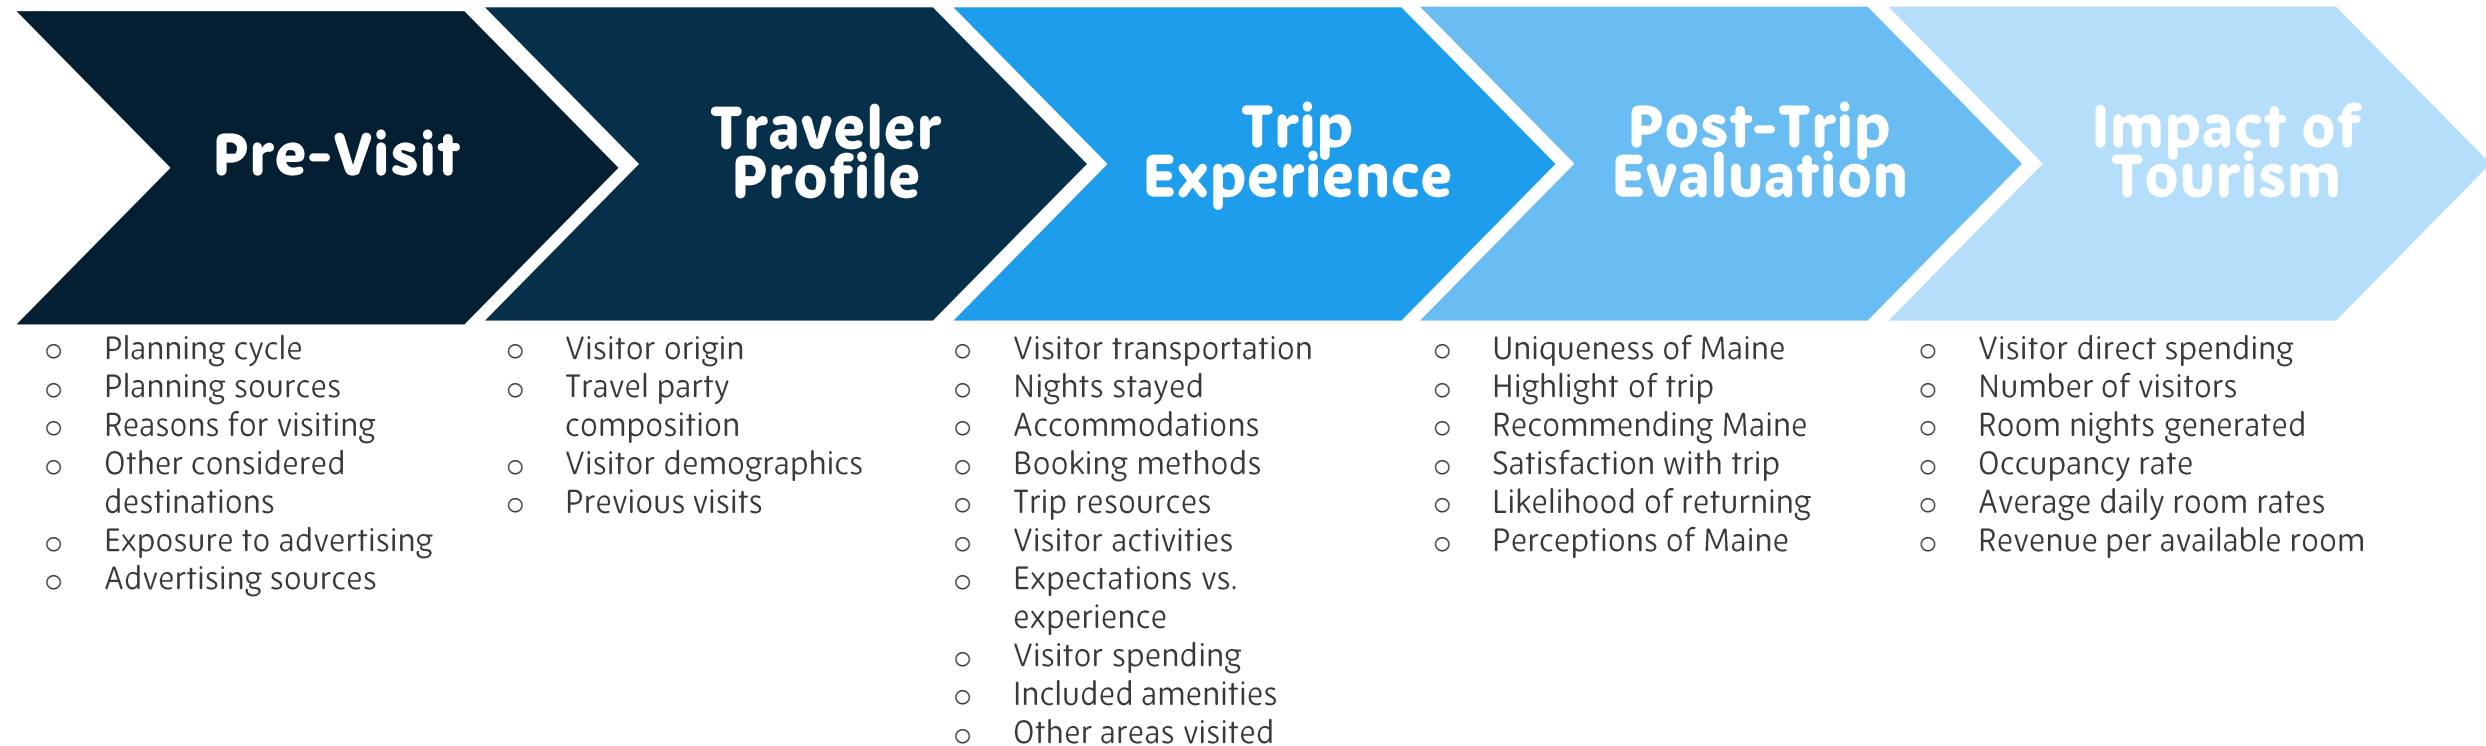 Pre-Visit
Traveler
Profile
Trip
Experience
Post-Trip
Evaluation
Impact of
Tourism
○ Planning cycle
○ Planning sources
○ Reasons for visiting
○ Other considered
destinations
○ Exposure to advertising
○ Advertising sources
○ Visitor origin
○ Travel party
composition
○ Visitor demographics
○ Previous visits
○ Visitor transportation
○ Nights stayed
○ Accommodations
○ Booking methods
○ Trip resources
○ Visitor activities
○ Expectations vs.
experience
○ Visitor spending
○ Included amenities
○ Other areas visited
○ Uniqueness of Maine
○ Highlight of trip
○ Recommending Maine
○ Satisfaction with trip
○ Likelihood of returning
○ Perceptions of Maine
○ Visitor direct spending
○ Number of visitors
○ Room nights generated
○ Occupancy rate
○ Average daily room rates
○ Revenue per available room